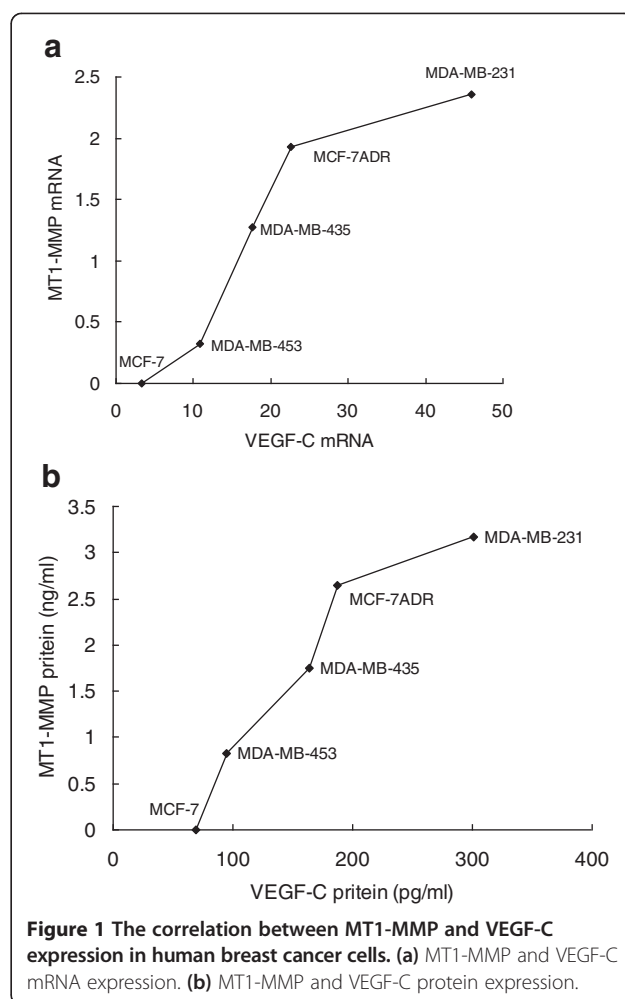 a
MDA-MB-231
2.5
MCF-7ADR
2
MT1-MMP mRNA
1.5
MDA-MB-435
1
0.5
MDA-MB-453
MCF-7
0
0 10 20 30 40 50
VEGF-C mRNA
b
3.5
MDA-MB-231
3
MCF-7ADR
2.5
MT1-MMP pritein (ng/ml)
2
MDA-MB-435
1.5
1
MDA-MB-453
0.5
MCF-7
0
0 100 200 300 400
VEGF-C pritein (pg/ml)
Figure 1 The correlation between MT1-MMP and VEGF-C
expression in human breast cancer cells. (a) MT1-MMP and VEGF-C
mRNA expression. (b) MT1-MMP and VEGF-C protein expression.